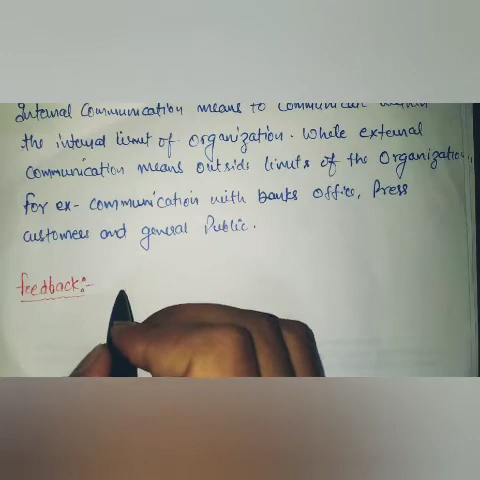 Internal Communication means to communicate within
the internal limit of organization. While external
Communication means outside limits of the Organization,
for ex- communication with banks office, Press
customers and general Public.
feedback:-